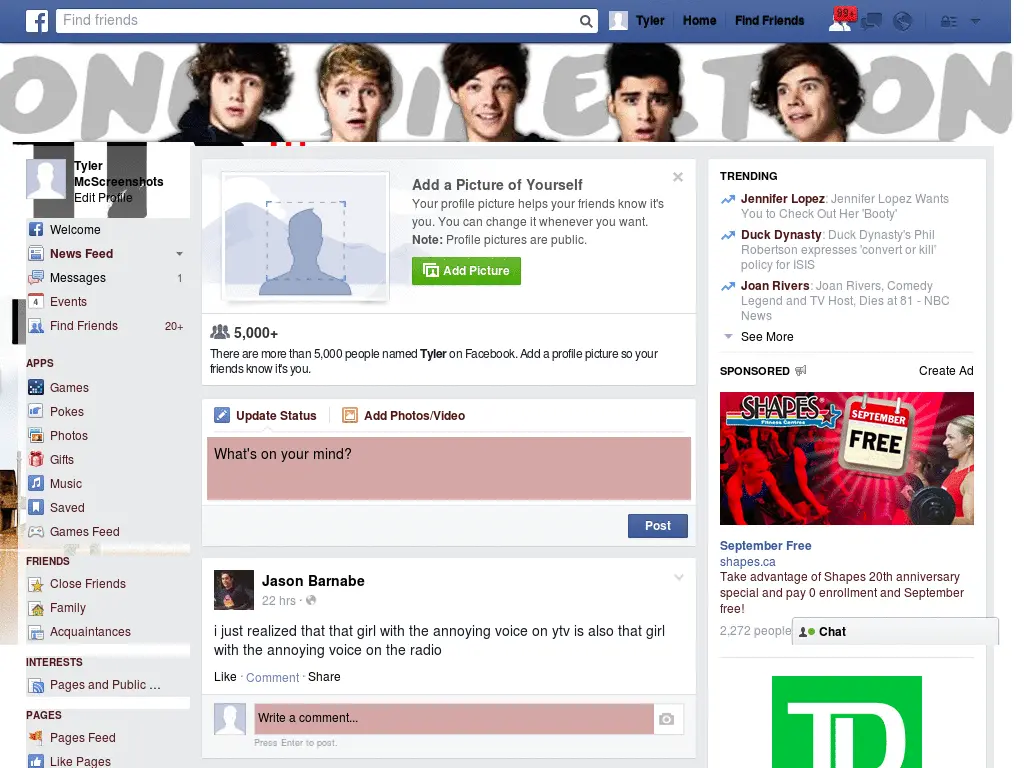 Find friends
Tyler
Home
Find Friends
99+
ONE DIRECTION
Tyler
McScreenshots
Edit Profile
Welcome
News Feed
Messages 1
4 Events
Find Friends 20+
APPS
Games
Pokes
Photos
Gifts
Music
Saved
Games Feed
FRIENDS
Close Friends
Family
Acquaintances
INTERESTS
Pages and Public ...
PAGES
Pages Feed
Like Pages
Add a Picture of Yourself
Your profile picture helps your friends know it's
you. You can change it whenever you want.
Note: Profile pictures are public.
Add Picture
5,000+
There are more than 5,000 people named Tyler on Facebook. Add a profile picture so your
friends know it's you.
Update Status
Add Photos/Video
What's on your mind?
Post
Jason Barnabe
22 hrs ·
i just realized that that girl with the annoying voice on ytv is also that girl
with the annoying voice on the radio
Like · Comment · Share
Write a comment...
Press Enter to post.
TRENDING
Jennifer Lopez: Jennifer Lopez Wants
You to Check Out Her 'Booty'
Duck Dynasty: Duck Dynasty's Phil
Robertson expresses 'convert or kill'
policy for ISIS
Joan Rivers: Joan Rivers, Comedy
Legend and TV Host, Dies at 81 - NBC
News
See More
SPONSORED
Create Ad
SHAPES
Fitness Centres
SEPTEMBER
FREE
September Free
shapes.ca
Take advantage of Shapes 20th anniversary
special and pay 0 enrollment and September
free!
2,272 people
Chat
TD